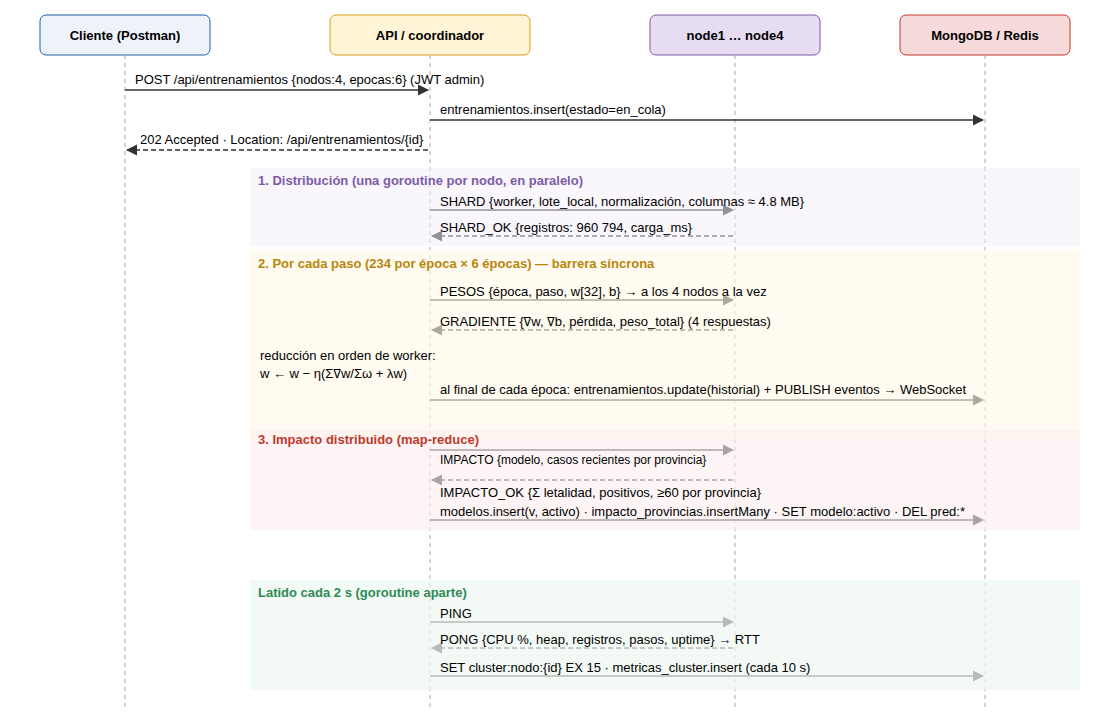 Cliente (Postman)
API / coordinador
node1 … node4
MongoDB / Redis
POST /api/entrenamientos {nodos:4, epocas:6} (JWT admin)
entrenamientos.insert(estado=en_cola)
202 Accepted · Location: /api/entrenamientos/{id}
1. Distribución (una goroutine por nodo, en paralelo)
SHARD {worker, lote_local, normalización, columnas ≈ 4.8 MB}
SHARD_OK {registros: 960 794, carga_ms}
2. Por cada paso (234 por época × 6 épocas) — barrera síncrona
PESOS {época, paso, w[32], b} → a los 4 nodos a la vez
GRADIENTE {∇w, ∇b, pérdida, peso_total} (4 respuestas)
reducción en orden de worker:
w ← w − η(Σ∇w/Σω + λw)
al final de cada época: entrenamientos.update(historial) + PUBLISH eventos → WebSocket
3. Impacto distribuido (map-reduce)
IMPACTO {modelo, casos recientes por provincia}
IMPACTO_OK {Σ letalidad, positivos, ≥60 por provincia}
modelos.insert(v, activo) · impacto_provincias.insertMany · SET modelo:activo · DEL pred:*
Latido cada 2 s (goroutine aparte)
PING
PONG {CPU %, heap, registros, pasos, uptime} → RTT
SET cluster:nodo:{id} EX 15 · metricas_cluster.insert (cada 10 s)